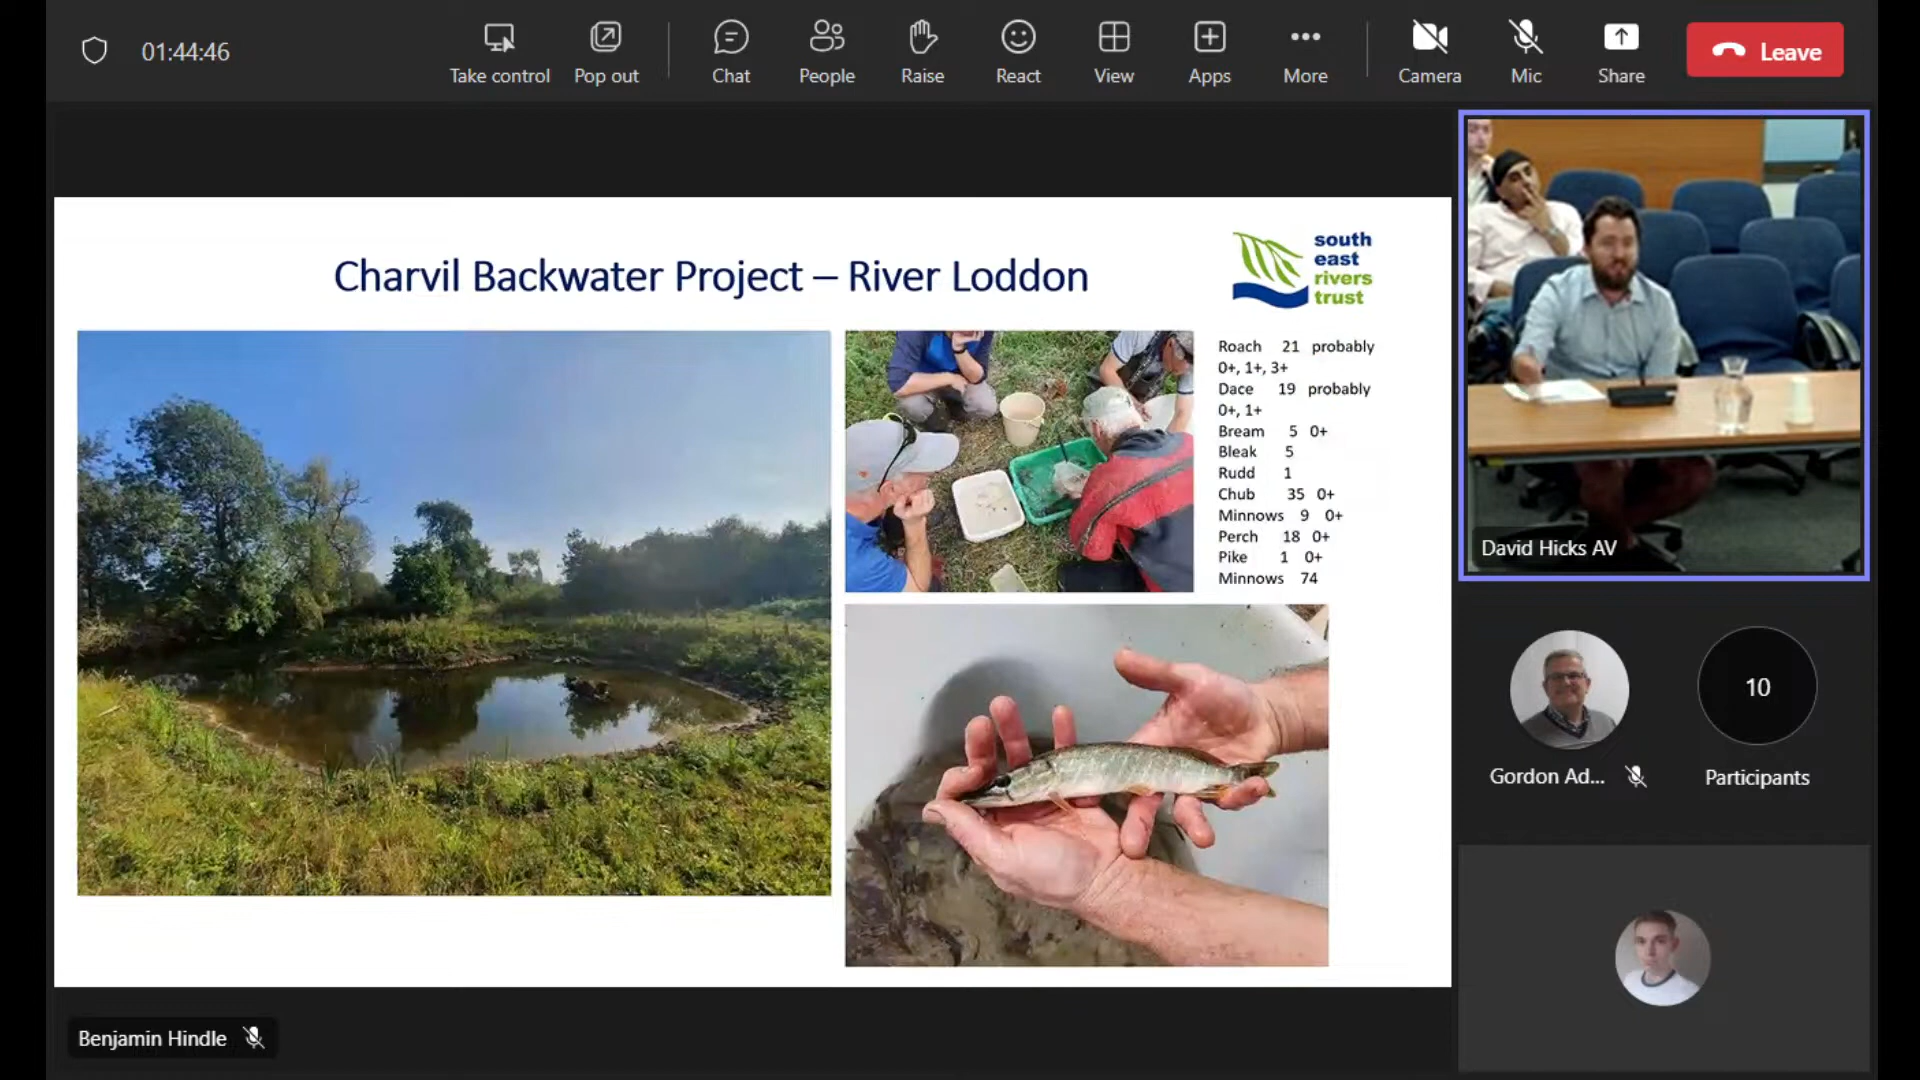 01:44:46
Take control
Pop out
Chat
People
Raise
React
View
Apps
More
Camera
Mic
Share
Leave
Charvil Backwater Project – River Loddon
south
east
rivers
trust
Roach 21 probably
0+, 1+, 3+
Dace 19 probably
0+, 1+
Bream 5 0+
Bleak 5
Rudd 1
Chub 35 0+
Minnows 9 0+
Perch 18 0+
Pike 1 0+
Minnows 74
David Hicks AV
Gordon Ad...
10
Participants
Benjamin Hindle